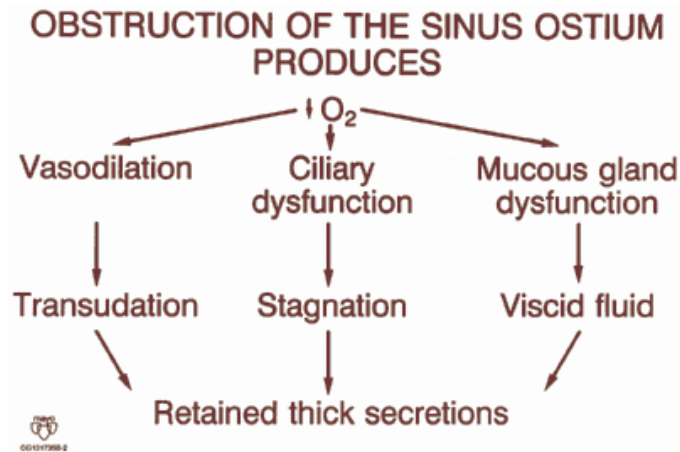 OBSTRUCTION OF THE SINUS OSTIUM
PRODUCES
↓ O₂
Vasodilation
Ciliary
dysfunction
Mucous gland
dysfunction
Transudation
Stagnation
Viscid fluid
Retained thick secretions